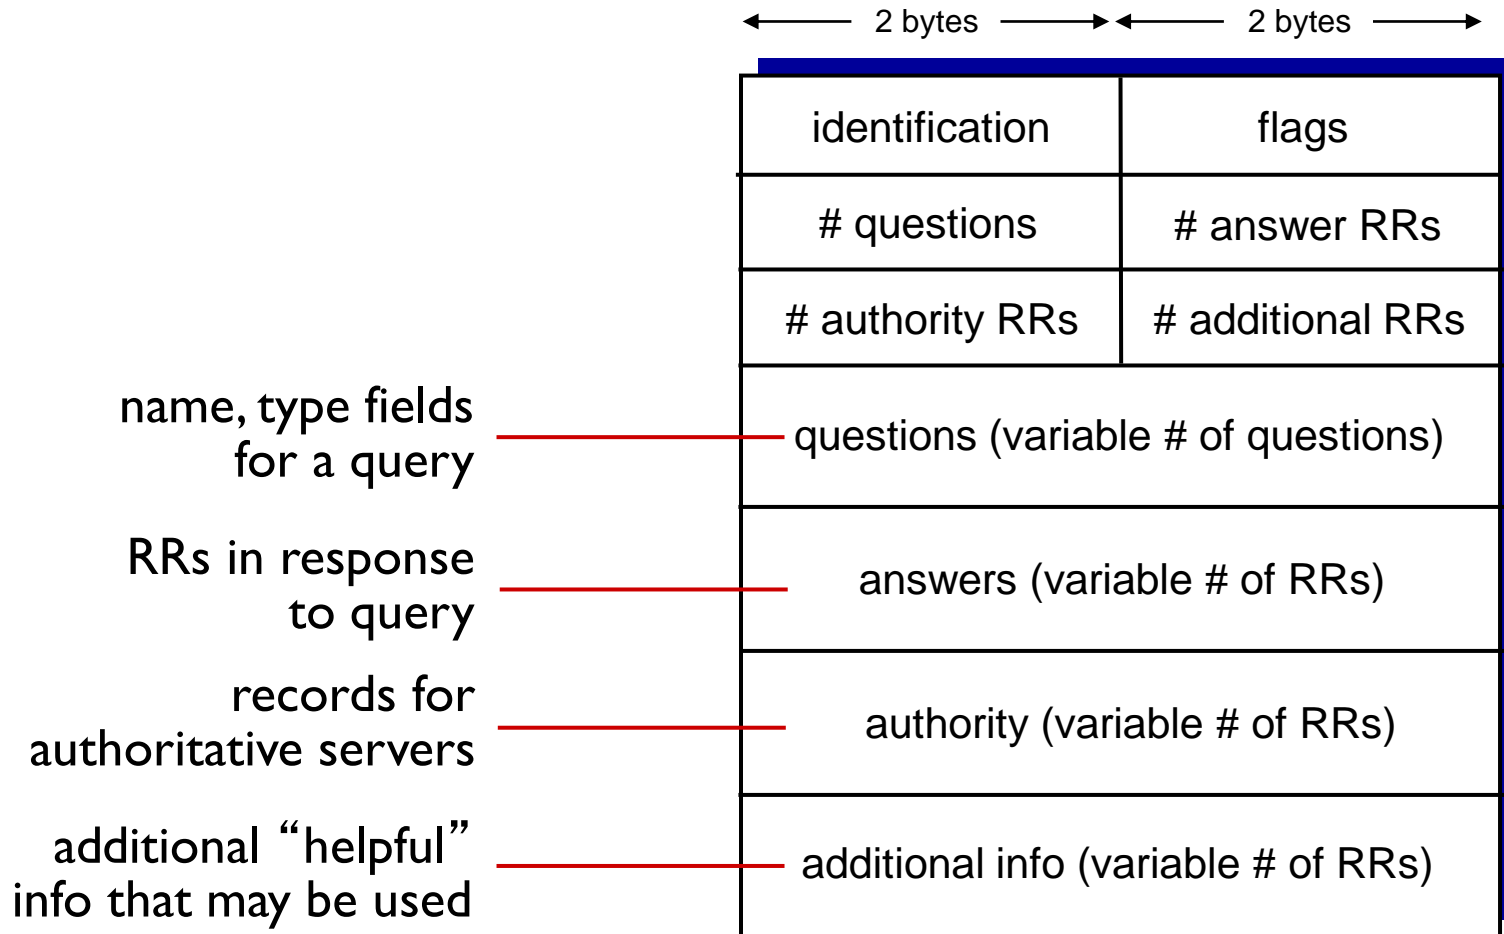 2 bytes 2 bytes
identification flags
# questions # answer RRs
# authority RRs # additional RRs
name, type fields
for a query
questions (variable # of questions)
RRs in response
to query
answers (variable # of RRs)
records for
authoritative servers
authority (variable # of RRs)
additional “helpful”
info that may be used
additional info (variable # of RRs)